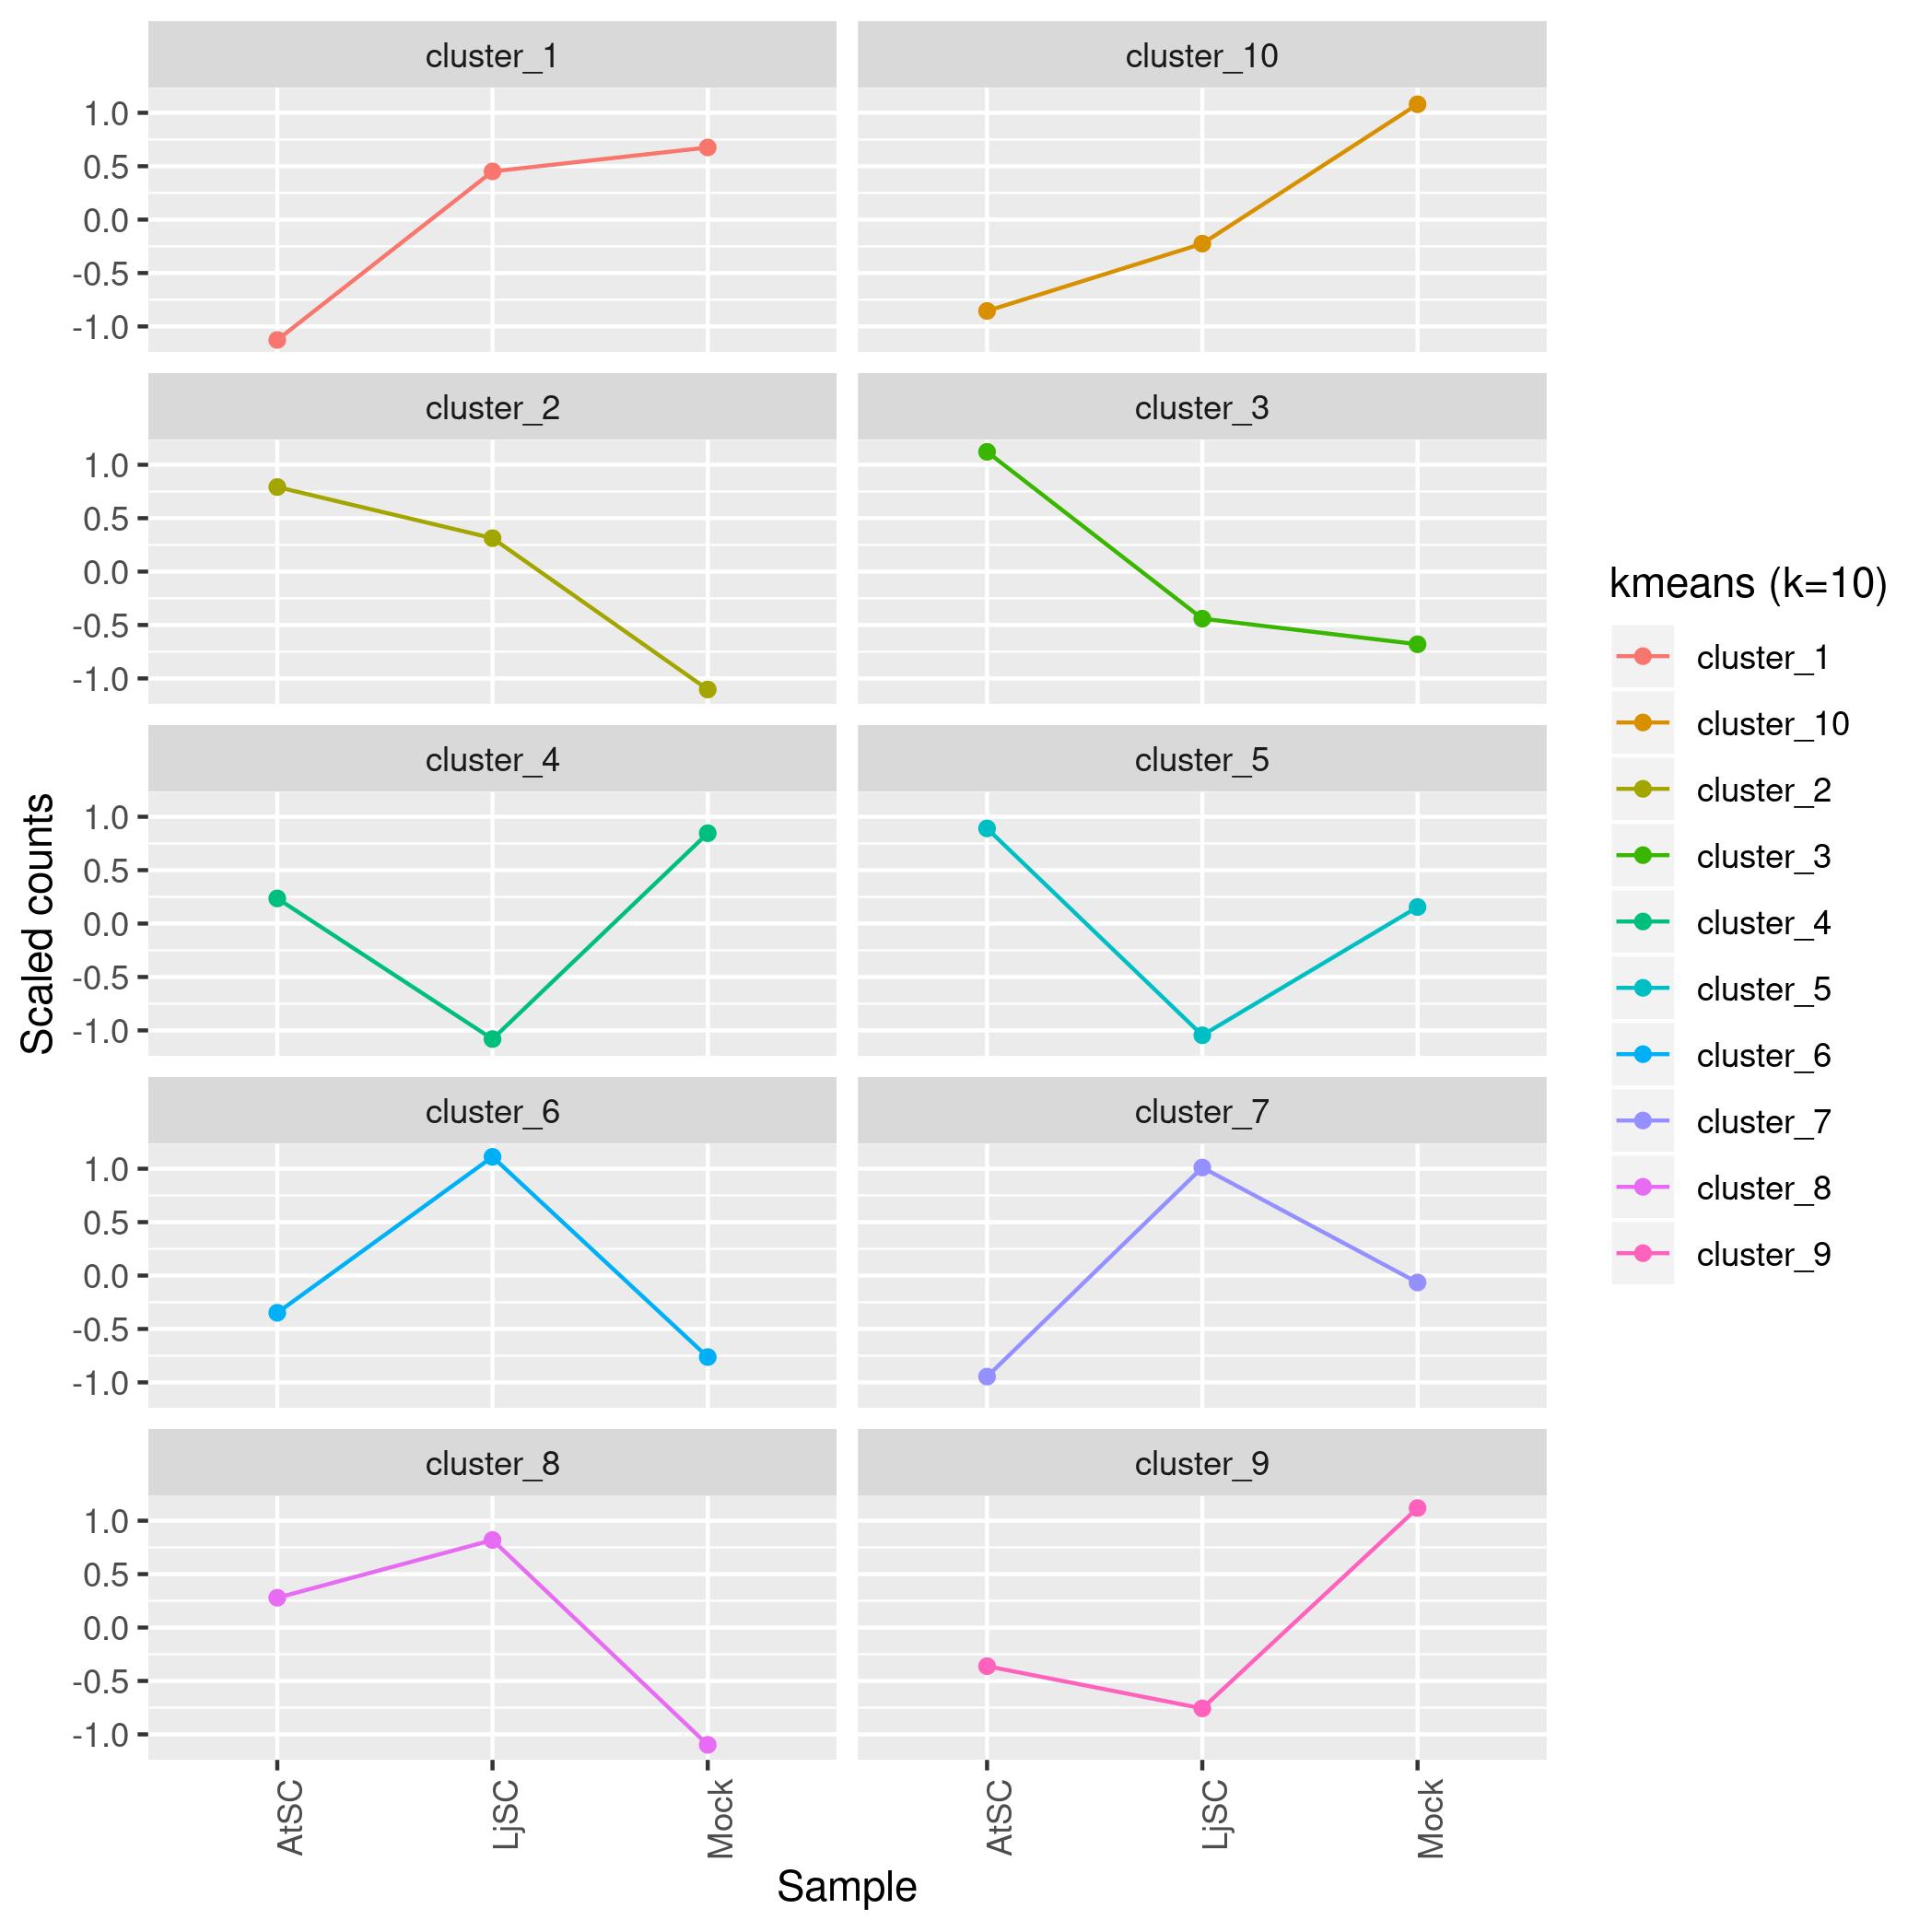 cluster_1
cluster_10
1.0
0.5
0.0
-0.5
-1.0
cluster_2
cluster_3
1.0
0.5
0.0
-0.5
-1.0
cluster_4
cluster_5
1.0
0.5
0.0
-0.5
-1.0
cluster_6
cluster_7
1.0
0.5
0.0
-0.5
-1.0
cluster_8
cluster_9
1.0
0.5
0.0
-0.5
-1.0
AtSC
LjSC
Mock
AtSC
LjSC
Mock
Sample
Scaled counts
kmeans (k=10)
cluster_1
cluster_10
cluster_2
cluster_3
cluster_4
cluster_5
cluster_6
cluster_7
cluster_8
cluster_9